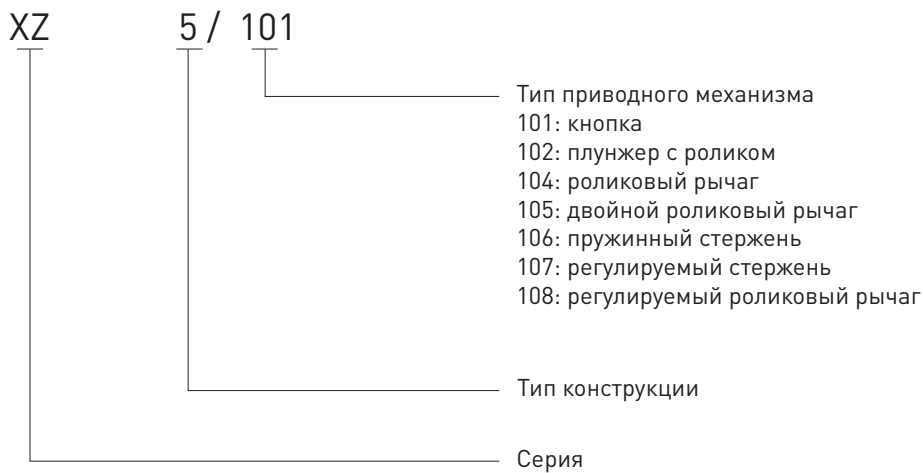 XZ 5 / 101
Тип приводного механизма
101: кнопка
102: плунжер с роликом
104: роликовый рычаг
105: двойной роликовый рычаг
106: пружинный стержень
107: регулируемый стержень
108: регулируемый роликовый рычаг
Тип конструкции
Серия